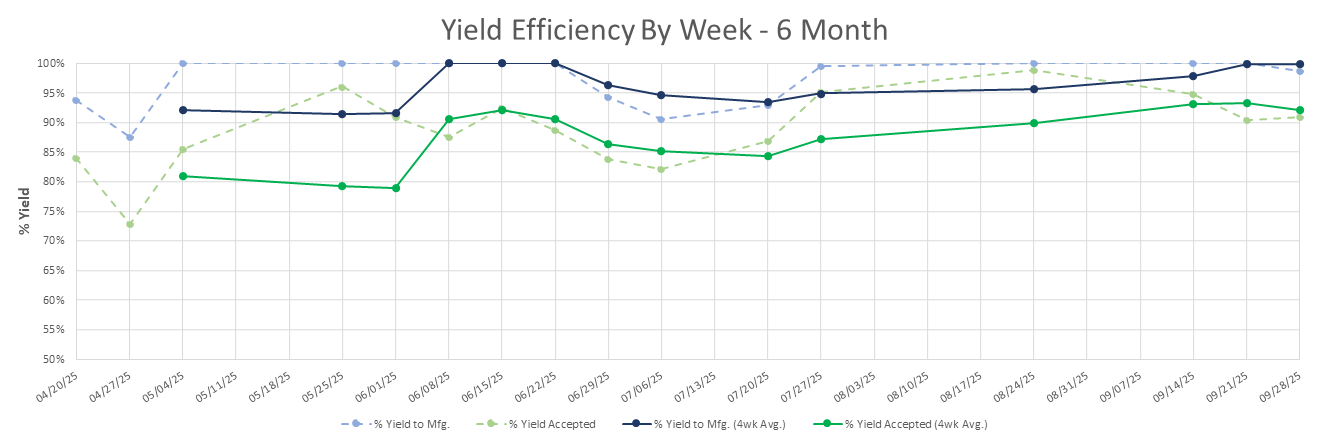 Yield Efficiency By Week - 6 Month
% Yield
100%
95%
90%
85%
80%
75%
70%
65%
60%
55%
50%
04/20/25 04/27/25 05/04/25 05/11/25 05/18/25 05/25/25 06/01/25 06/08/25 06/15/25 06/22/25 06/29/25 07/06/25 07/13/25 07/20/25 07/27/25 08/03/25 08/10/25 08/17/25 08/24/25 08/31/25 09/07/25 09/14/25 09/21/25 09/28/25
% Yield to Mfg. % Yield Accepted % Yield to Mfg. (4wk Avg.) % Yield Accepted (4wk Avg.)